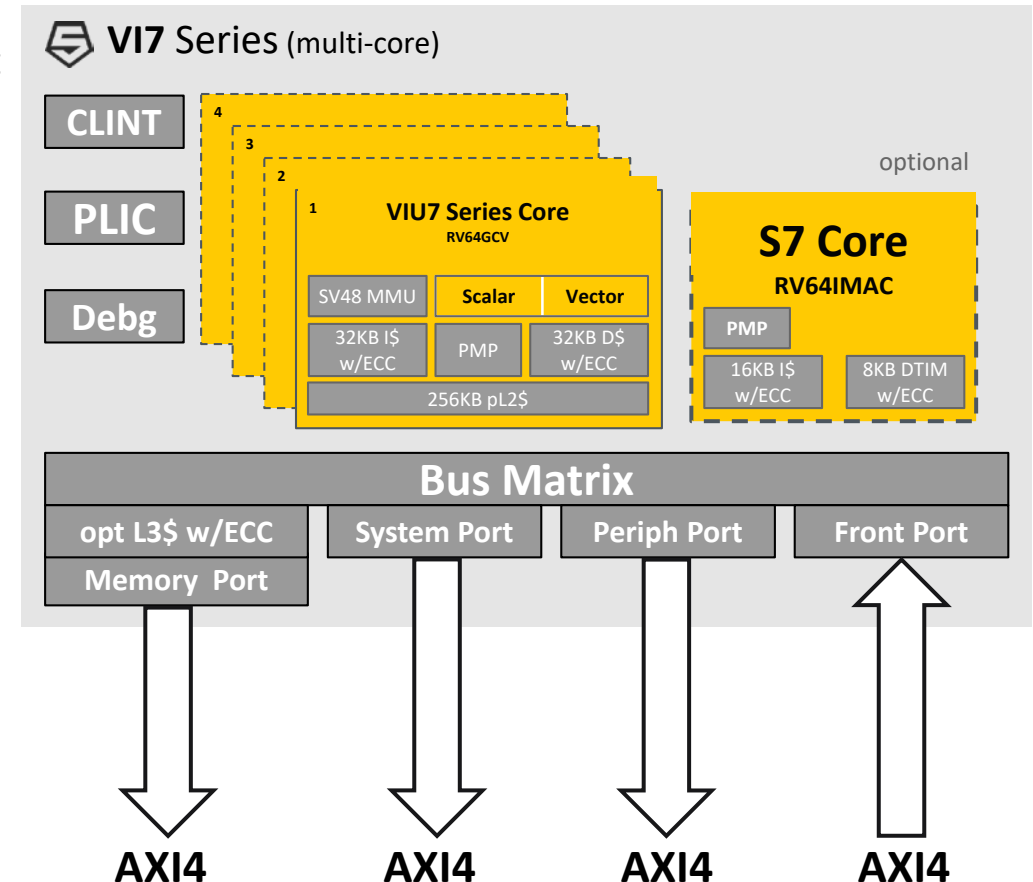 VI7 Series (multi-core)
CLINT
PLIC
Debg
4
3
2
1
VIU7 Series Core
RV64GCV
SV48 MMU
Scalar
Vector
32KB I$
w/ECC
PMP
32KB D$
w/ECC
256KB pL2$
optional
S7 Core
RV64IMAC
PMP
16KB I$
w/ECC
8KB DTIM
w/ECC
Bus Matrix
opt L3$ w/ECC
System Port
Periph Port
Front Port
Memory Port
AXI4
AXI4
AXI4
AXI4